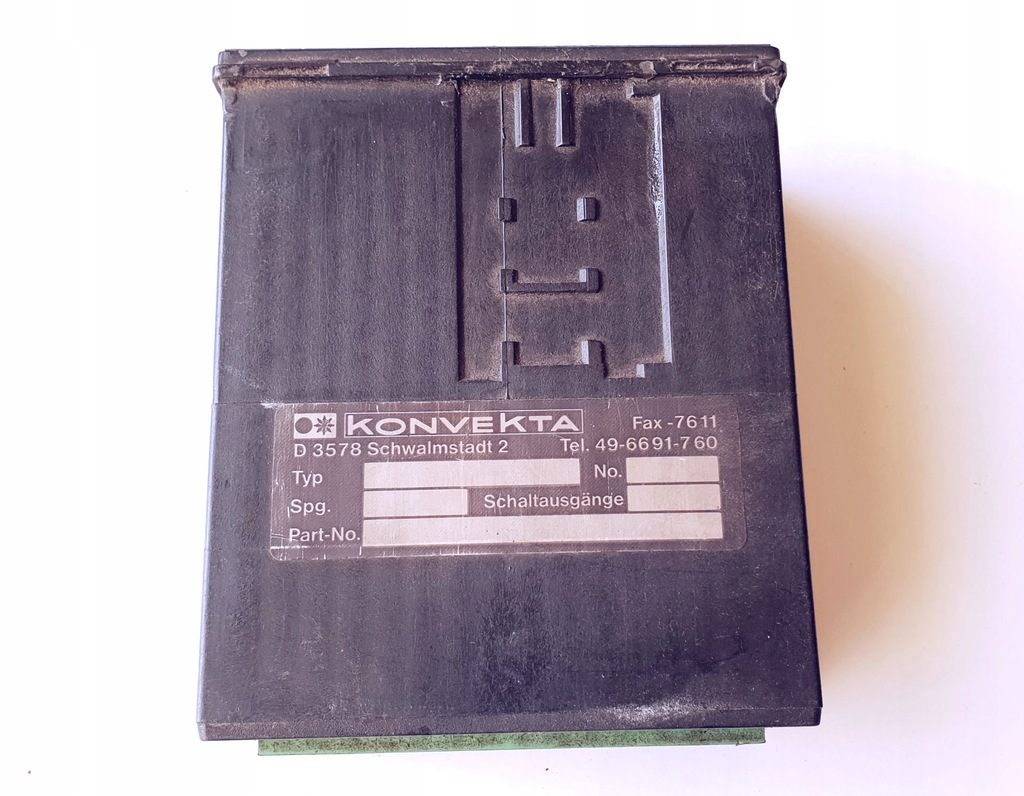 KONVEKTA Fax -7611
D 3578 Schwalmstadt 2 Tel. 49-6691-760
Typ No.
Spg. Schaltausgänge
Part-No.